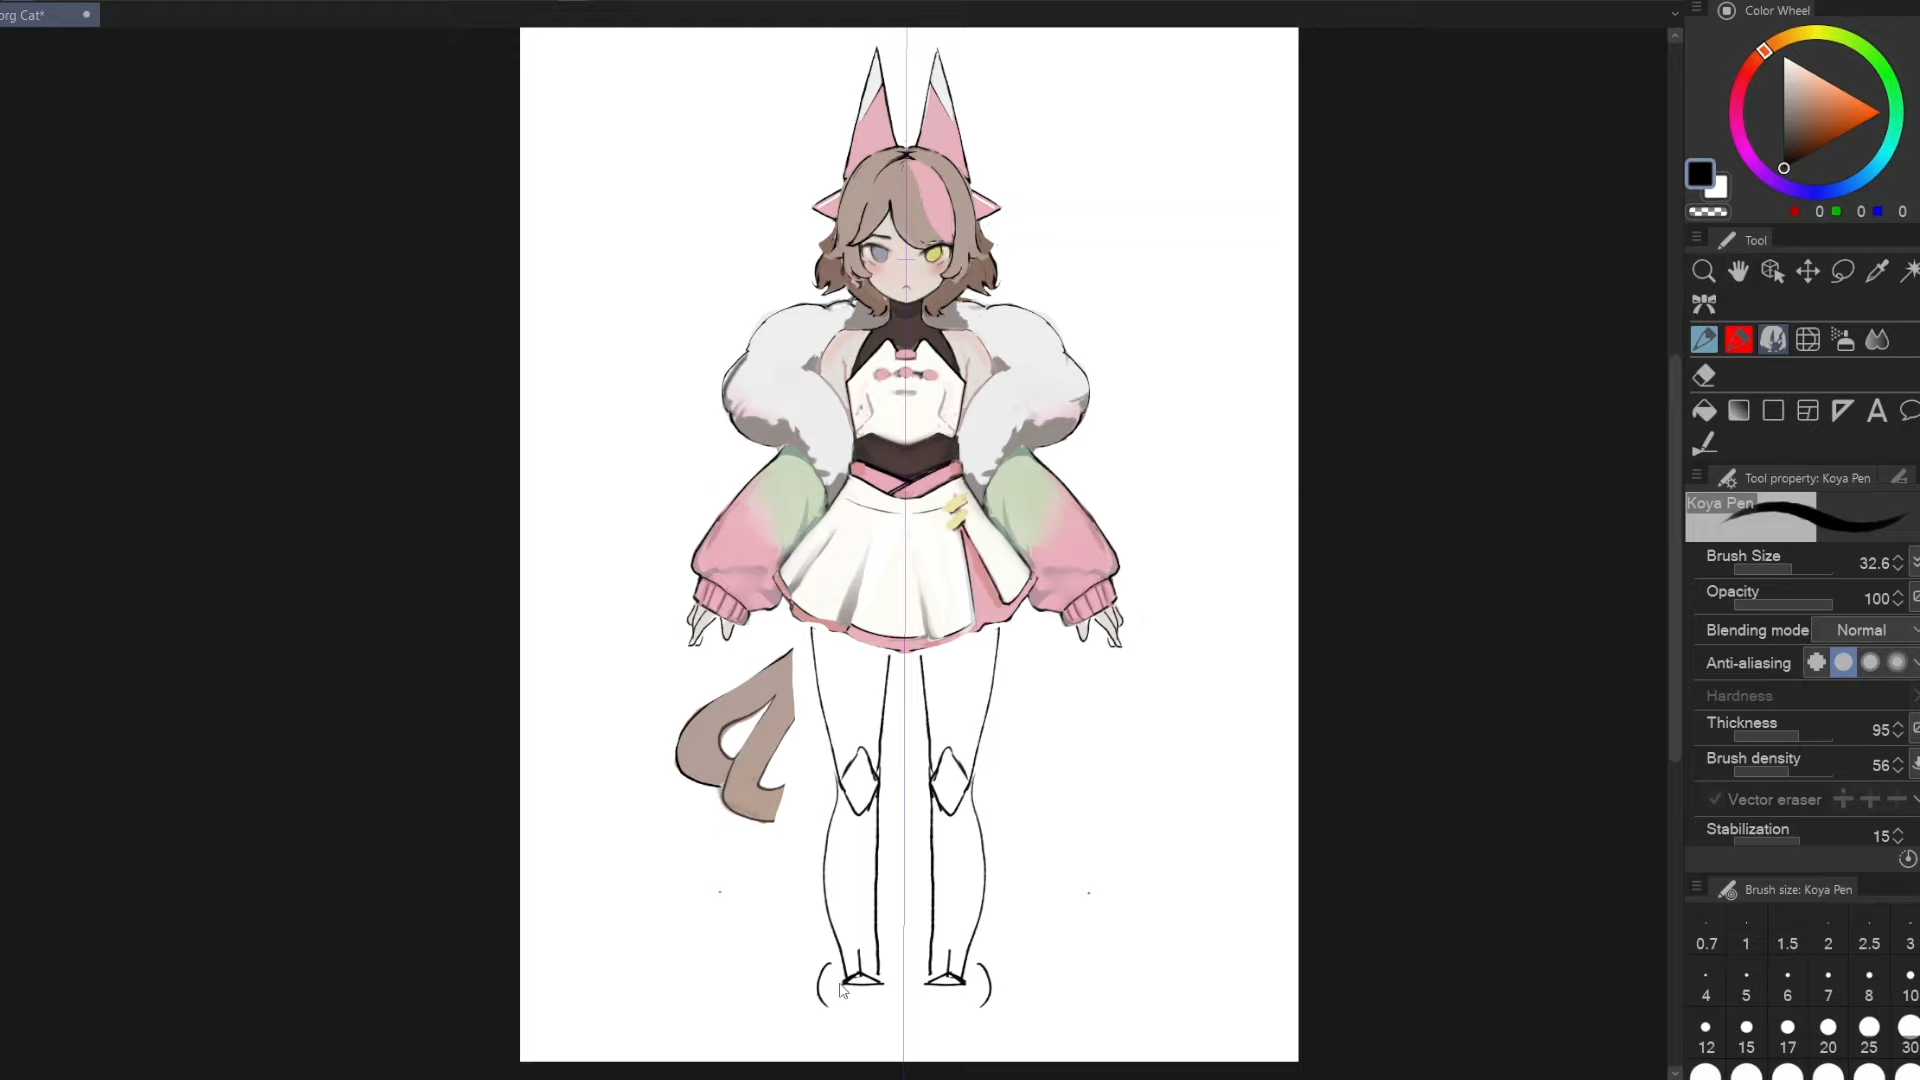 org Cat*
Color Wheel
0 0 0
Tool
Tool property: Koya Pen
Koya Pen
Brush Size 32.6
Opacity 100
Blending mode Normal
Anti-aliasing
Hardness
Thickness 95
Brush density 56
Vector eraser
Stabilization 15
Brush size: Koya Pen
0.7 1 1.5 2 2.5 3
4 5 6 7 8 10
12 15 17 20 25 30